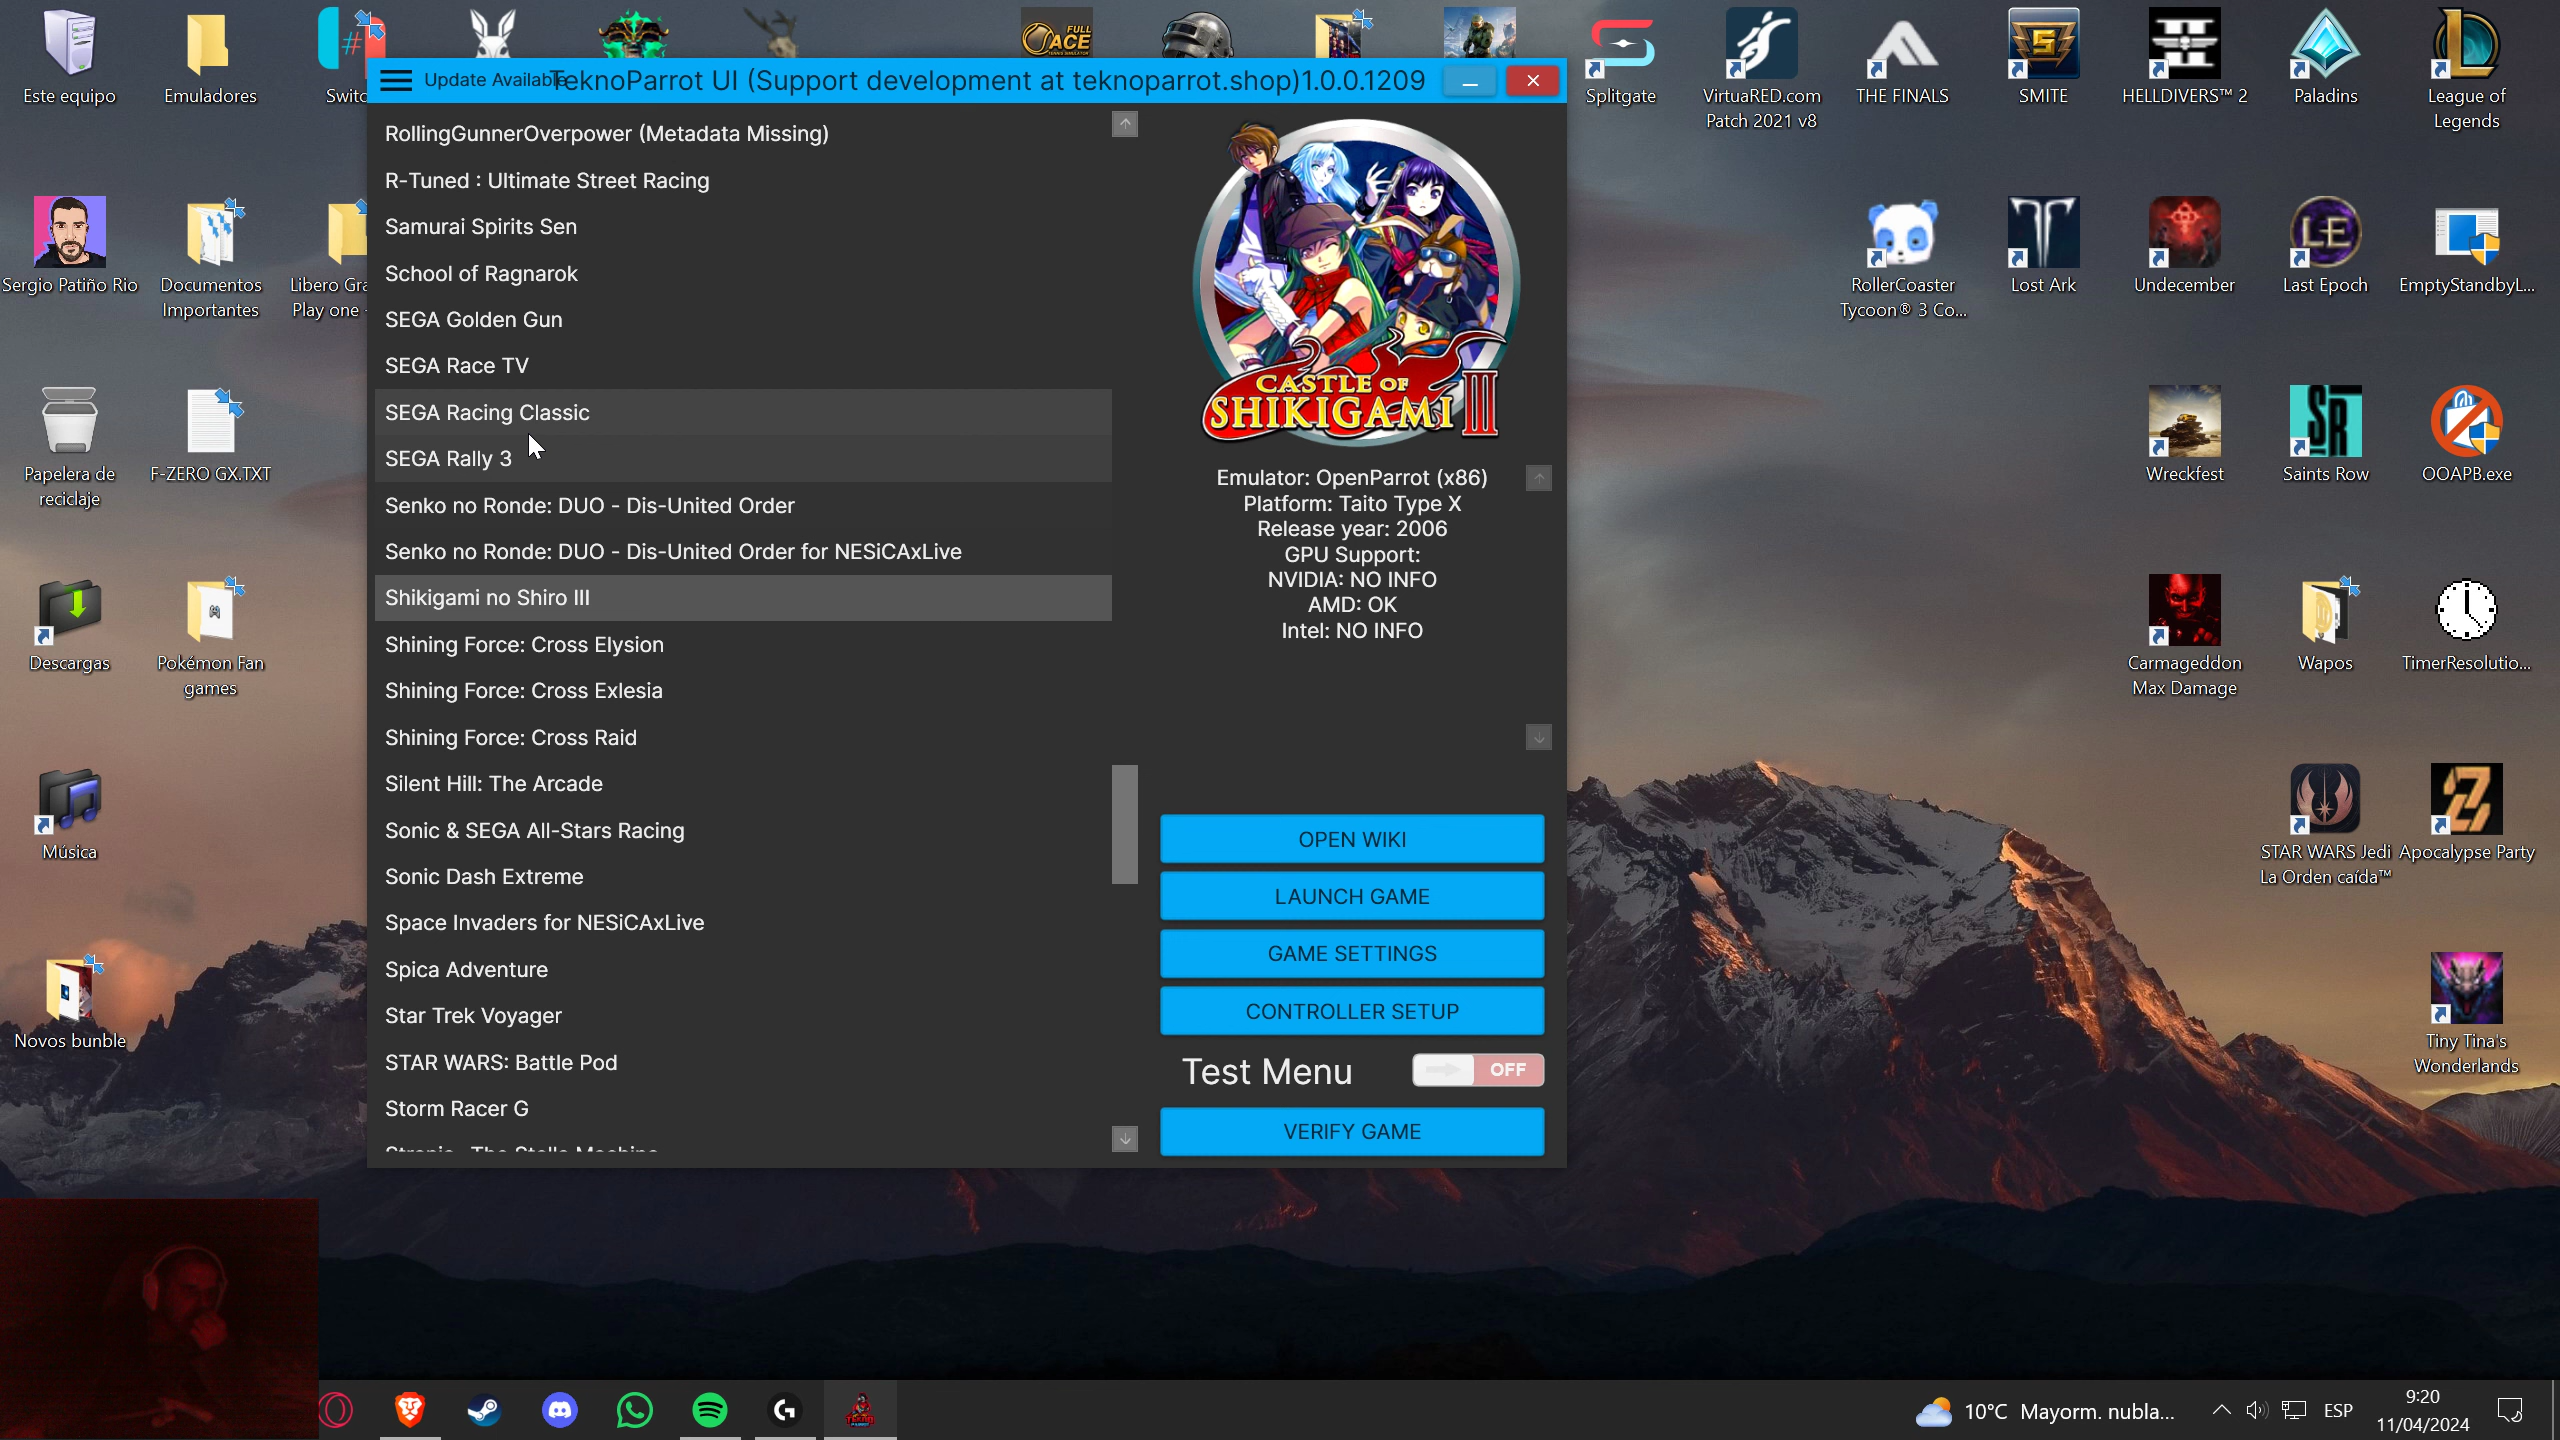 Este equipo
Emuladores
FULL
ACE
Splitgate
VirtuaRED.com
Patch 2021 v8
THE FINALS
SMITE
HELLDIVERS™ 2
Paladins
League of
Legends
Update Available
TeknoParrot UI (Support development at teknoparrot.shop)1.0.0.1209
RollingGunnerOverpower (Metadata Missing)
R-Tuned : Ultimate Street Racing
Samurai Spirits Sen
School of Ragnarok
SEGA Golden Gun
SEGA Race TV
SEGA Racing Classic
SEGA Rally 3
Senko no Ronde: DUO - Dis-United Order
Senko no Ronde: DUO - Dis-United Order for NESiCAxLive
Shikigami no Shiro III
Shining Force: Cross Elysion
Shining Force: Cross Exlesia
Shining Force: Cross Raid
Silent Hill: The Arcade
Sonic & SEGA All-Stars Racing
Sonic Dash Extreme
Space Invaders for NESiCAxLive
Spica Adventure
Star Trek Voyager
STAR WARS: Battle Pod
Storm Racer G
CASTLE OF
SHIKIGAMI III
Emulator: OpenParrot (x86)
Platform: Taito Type X
Release year: 2006
GPU Support:
NVIDIA: NO INFO
AMD: OK
Intel: NO INFO
OPEN WIKI
LAUNCH GAME
GAME SETTINGS
CONTROLLER SETUP
Test Menu
OFF
VERIFY GAME
Sergio Patiño Rio
Documentos
Importantes
Libero Gra
Play one
RollerCoaster
Tycoon® 3 Co...
Lost Ark
Undecember
LE
Last Epoch
EmptyStandbyL...
Papelera de
reciclaje
F-ZERO GX.TXT
Wreckfest
SR
Saints Row
OOAPB.exe
Descargas
Pokémon Fan
games
Carmageddon
Max Damage
Wapos
TimerResolutio...
Música
STAR WARS Jedi
La Orden caída™
Apocalypse Party
Novos bunble
Tiny Tina's
Wonderlands
10°C Mayorm. nubla...
ESP
9:20
11/04/2024